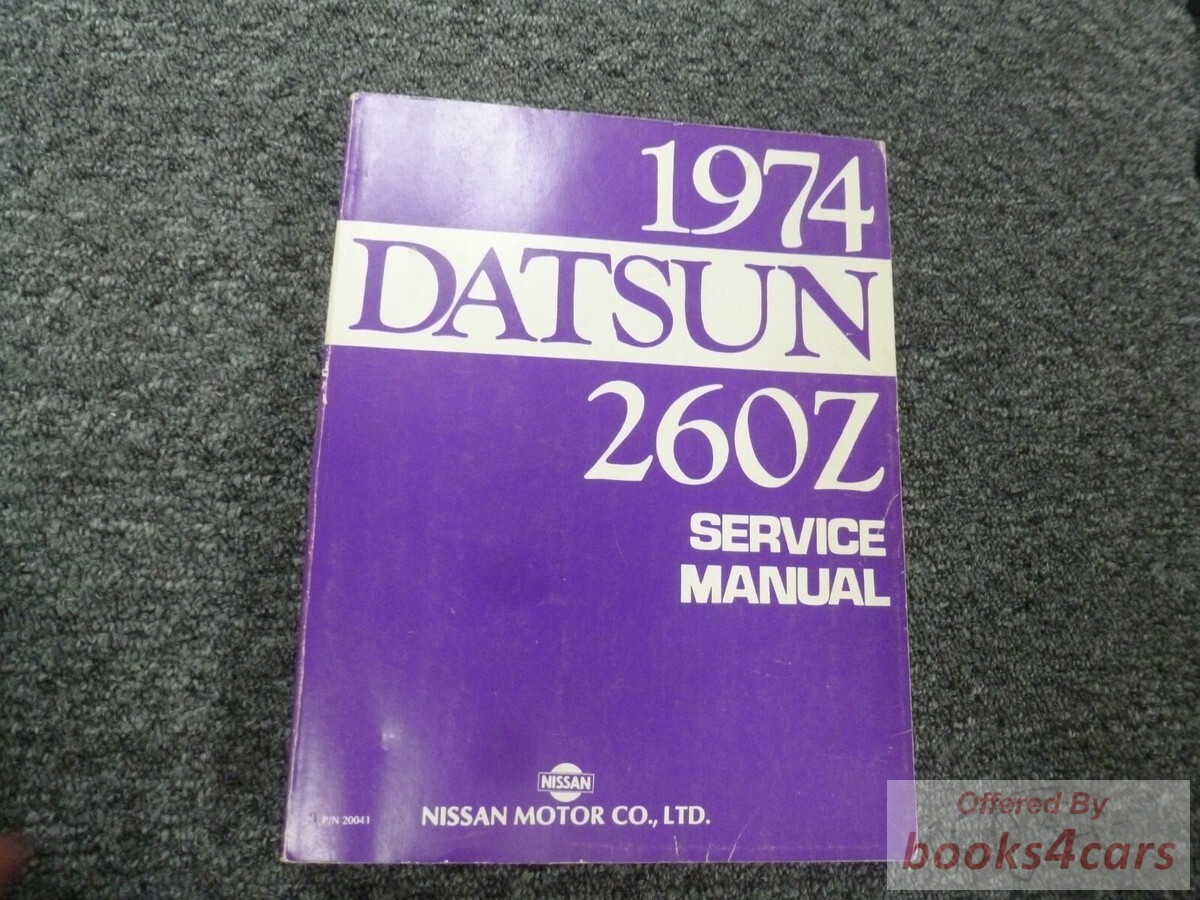 1974
DATSUN
260Z
SERVICE
MANUAL
NISSAN
P/N 20041
NISSAN MOTOR CO., LTD.
Offered By
books4cars